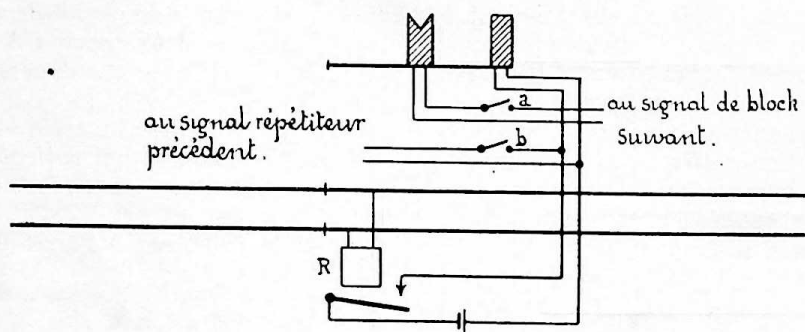 a
au signal de block
suivant.
au signal répétiteur
précédent.
b
R